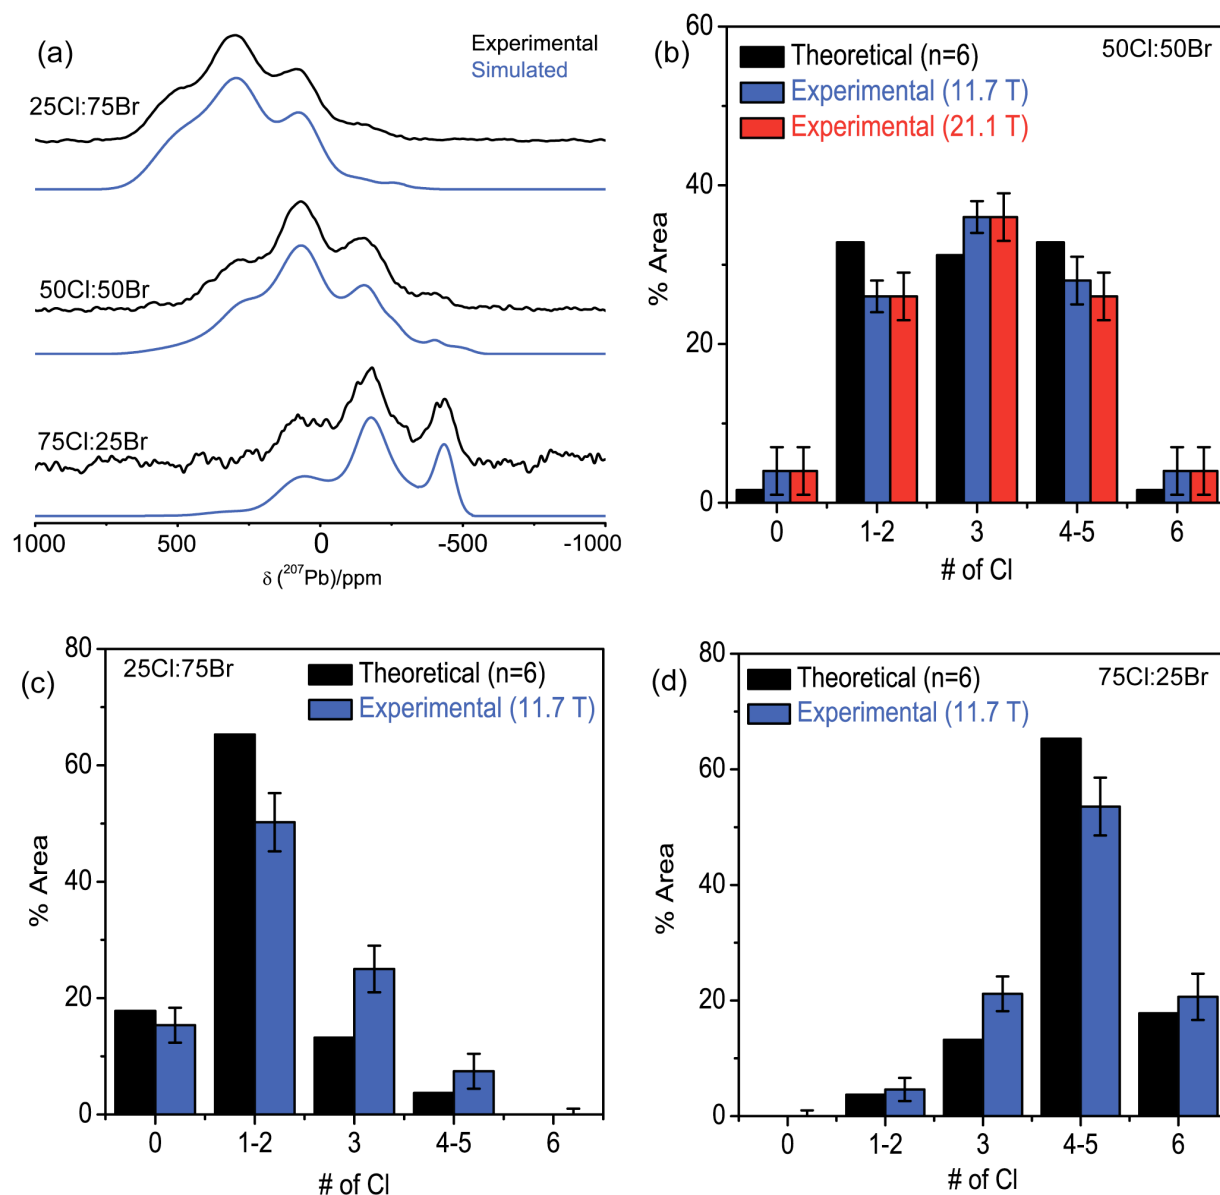 (a)
Experimental
Simulated
25Cl:75Br
50Cl:50Br
75Cl:25Br
1000 500 0 -500 -1000
δ (²⁰⁷Pb)/ppm
(b)
50Cl:50Br
Theoretical (n=6)
Experimental (11.7 T)
Experimental (21.1 T)
60
40
20
0
% Area
0 1-2 3 4-5 6
# of Cl
(c)
25Cl:75Br
Theoretical (n=6)
Experimental (11.7 T)
80
60
40
20
0
% Area
0 1-2 3 4-5 6
# of Cl
(d)
75Cl:25Br
Theoretical (n=6)
Experimental (11.7 T)
80
60
40
20
0
% Area
0 1-2 3 4-5 6
# of Cl